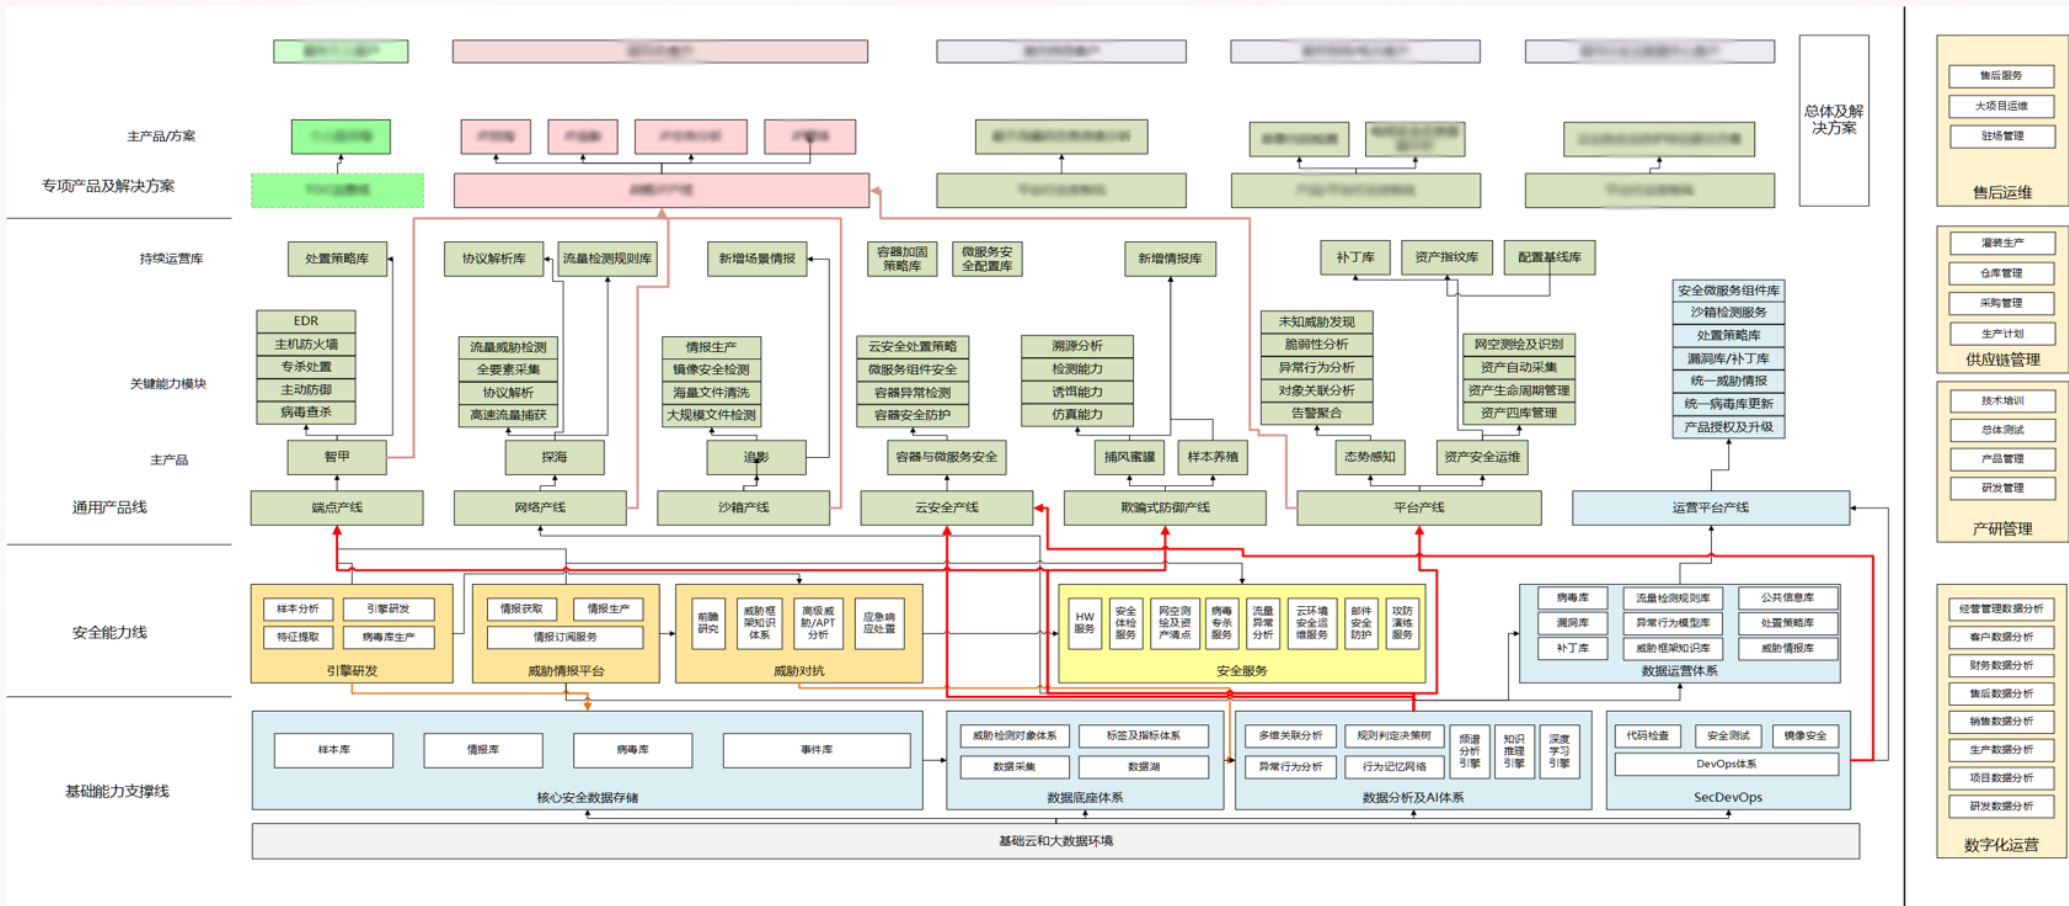 总体及解
决方案
主产品/方案
专项产品及解决方案
持续运营库
处置策略库
协议解析库
流量检测规则库
新增场景情报
容器加固
策略库
微服务安
全配置库
新增情报库
补丁库
资产指纹库
配置基线库
关键能力模块
EDR
主机防火墙
专杀处置
主动防御
病毒查杀
流量威胁检测
全要素采集
协议解析
高速流量捕获
情报生产
镜像安全检测
海量文件清洗
大规模文件检测
云安全处置策略
微服务组件安全
容器异常检测
容器安全防护
溯源分析
检测能力
诱饵能力
仿真能力
未知威胁发现
脆弱性分析
异常行为分析
对象关联分析
告警聚合
网空测绘及识别
资产自动采集
资产生命周期管理
资产四库管理
安全微服务组件库
沙箱检测服务
处置策略库
漏洞库/补丁库
统一威胁情报
统一病毒库更新
产品授权及升级
主产品
智甲
探海
追影
容器与微服务安全
捕风蜜罐
样本养殖
态势感知
资产安全运维
通用产品线
端点产线
网络产线
沙箱产线
云安全产线
欺骗式防御产线
平台产线
运营平台产线
安全能力线
样本分析
引擎研发
特征提取
病毒库生产
引擎研发
情报获取
情报生产
情报订阅服务
威胁情报平台
前瞻
研究
威胁框
架知识
体系
高级威
胁/APT
分析
应急响
应处置
威胁对抗
HW
服务
安全
体检
服务
网空测
绘及资
产清点
病毒
专杀
服务
流量
异常
分析
云环境
安全运
维服务
邮件
安全
防护
攻防
演练
服务
安全服务
病毒库
流量检测规则库
公共信息库
漏洞库
异常行为模型库
处置策略库
补丁库
威胁框架知识库
威胁情报库
数据运营体系
基础能力支撑线
样本库
情报库
病毒库
事件库
核心安全数据存储
威胁检测对象体系
标签及指标体系
数据采集
数据湖
数据底座体系
多维关联分析
规则判定决策树
异常行为分析
行为记忆网络
频谱
分析
引擎
知识
推理
引擎
深度
学习
引擎
数据分析及AI体系
代码检查
安全测试
镜像安全
DevOps体系
SecDevOps
基础云和大数据环境
售后服务
大项目运维
驻场管理
售后运维
灌装生产
仓库管理
采购管理
生产计划
供应链管理
技术培训
总体测试
产品管理
研发管理
产研管理
经营管理数据分析
客户数据分析
财务数据分析
售后数据分析
销售数据分析
生产数据分析
项目数据分析
研发数据分析
数字化运营